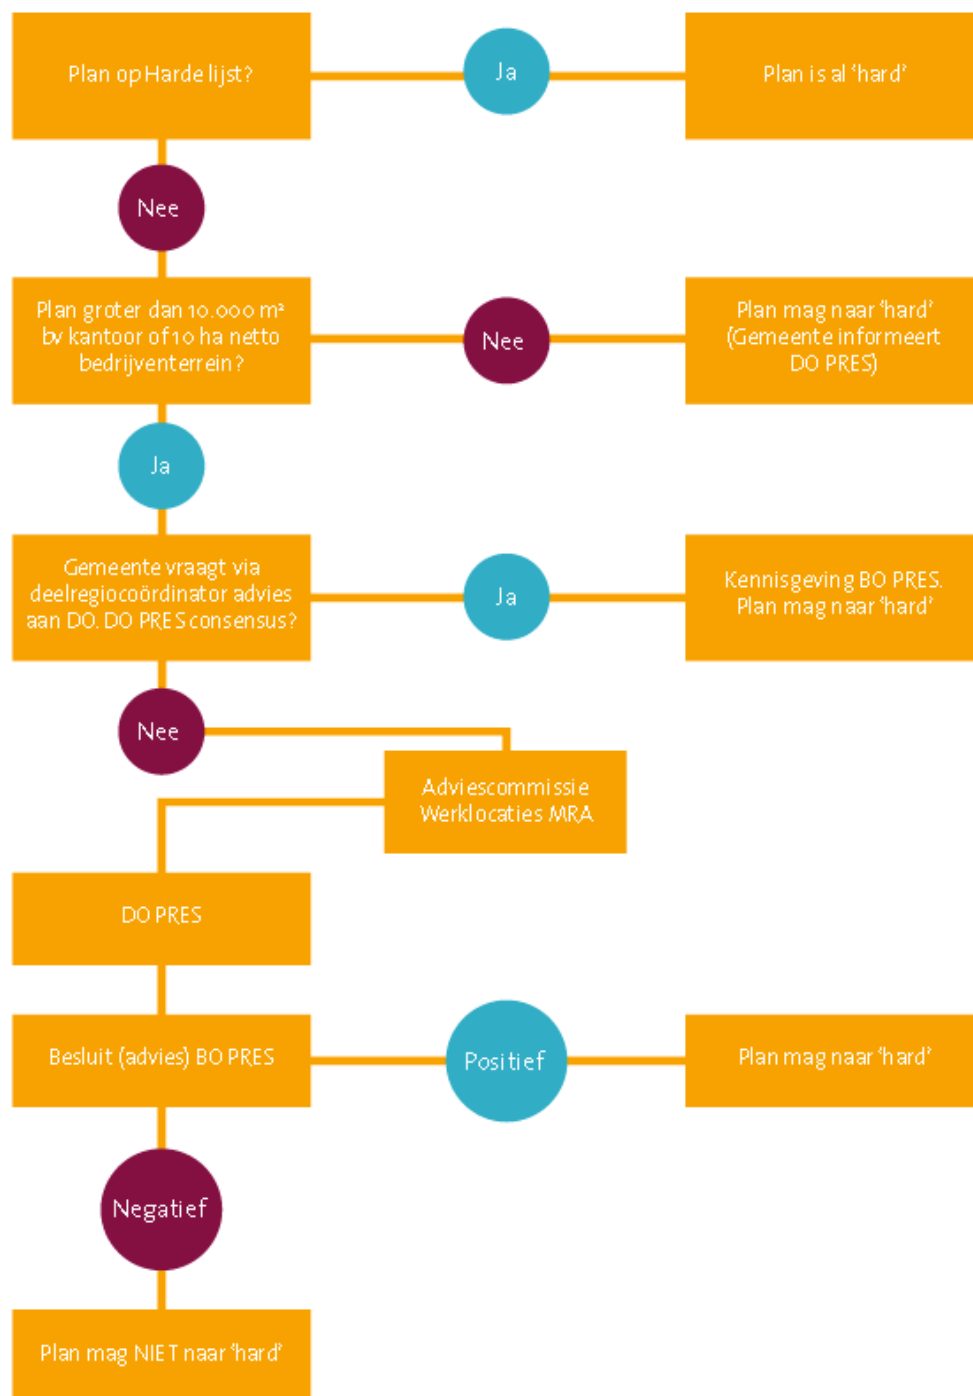 Plan op Harde lijst?
Ja
Plan is al ‘hard’
Nee
Plan groter dan 10.000 m²
bv kantoor of 10 ha netto
bedrijventerrein?
Nee
Plan mag naar ‘hard’
(Gemeente informeert
DO PRES)
Ja
Gemeente vraagt via
deelregiocoördinator advies
aan DO. DO PRES consensus?
Ja
Kennisgeving BO PRES.
Plan mag naar ‘hard’
Nee
Adviescommissie
Werklocaties MRA
DO PRES
Besluit (advies) BO PRES
Positief
Plan mag naar ‘hard’
Negatief
Plan mag NIET naar ‘hard’